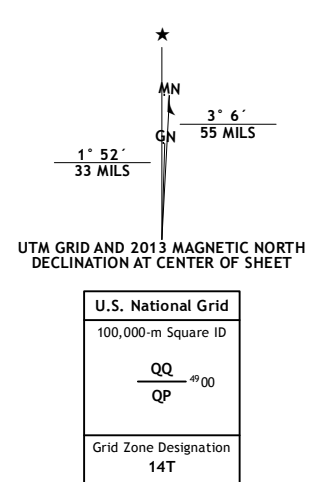 ★
MN
3° 6´
55 MILS
GN
1° 52´
33 MILS
UTM GRID AND 2013 MAGNETIC NORTH
DECLINATION AT CENTER OF SHEET
U.S. National Grid
100,000-m Square ID
QQ
4900
QP
Grid Zone Designation
14T